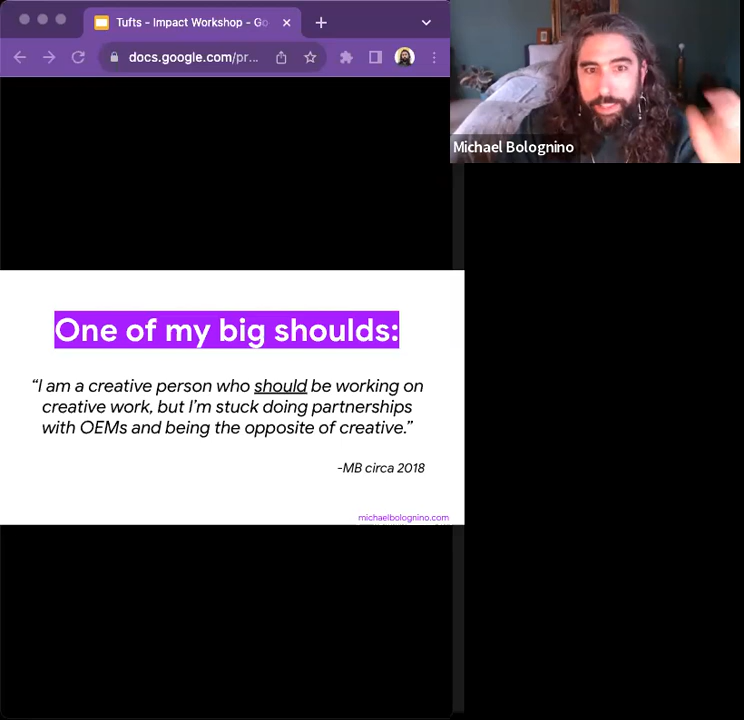 Tufts - Impact Workshop - Go
docs.google.com/pr...
Michael Bolognino
One of my big shoulds:
“I am a creative person who should be working on
creative work, but I’m stuck doing partnerships
with OEMs and being the opposite of creative.”
-MB circa 2018
michaelbolognino.com